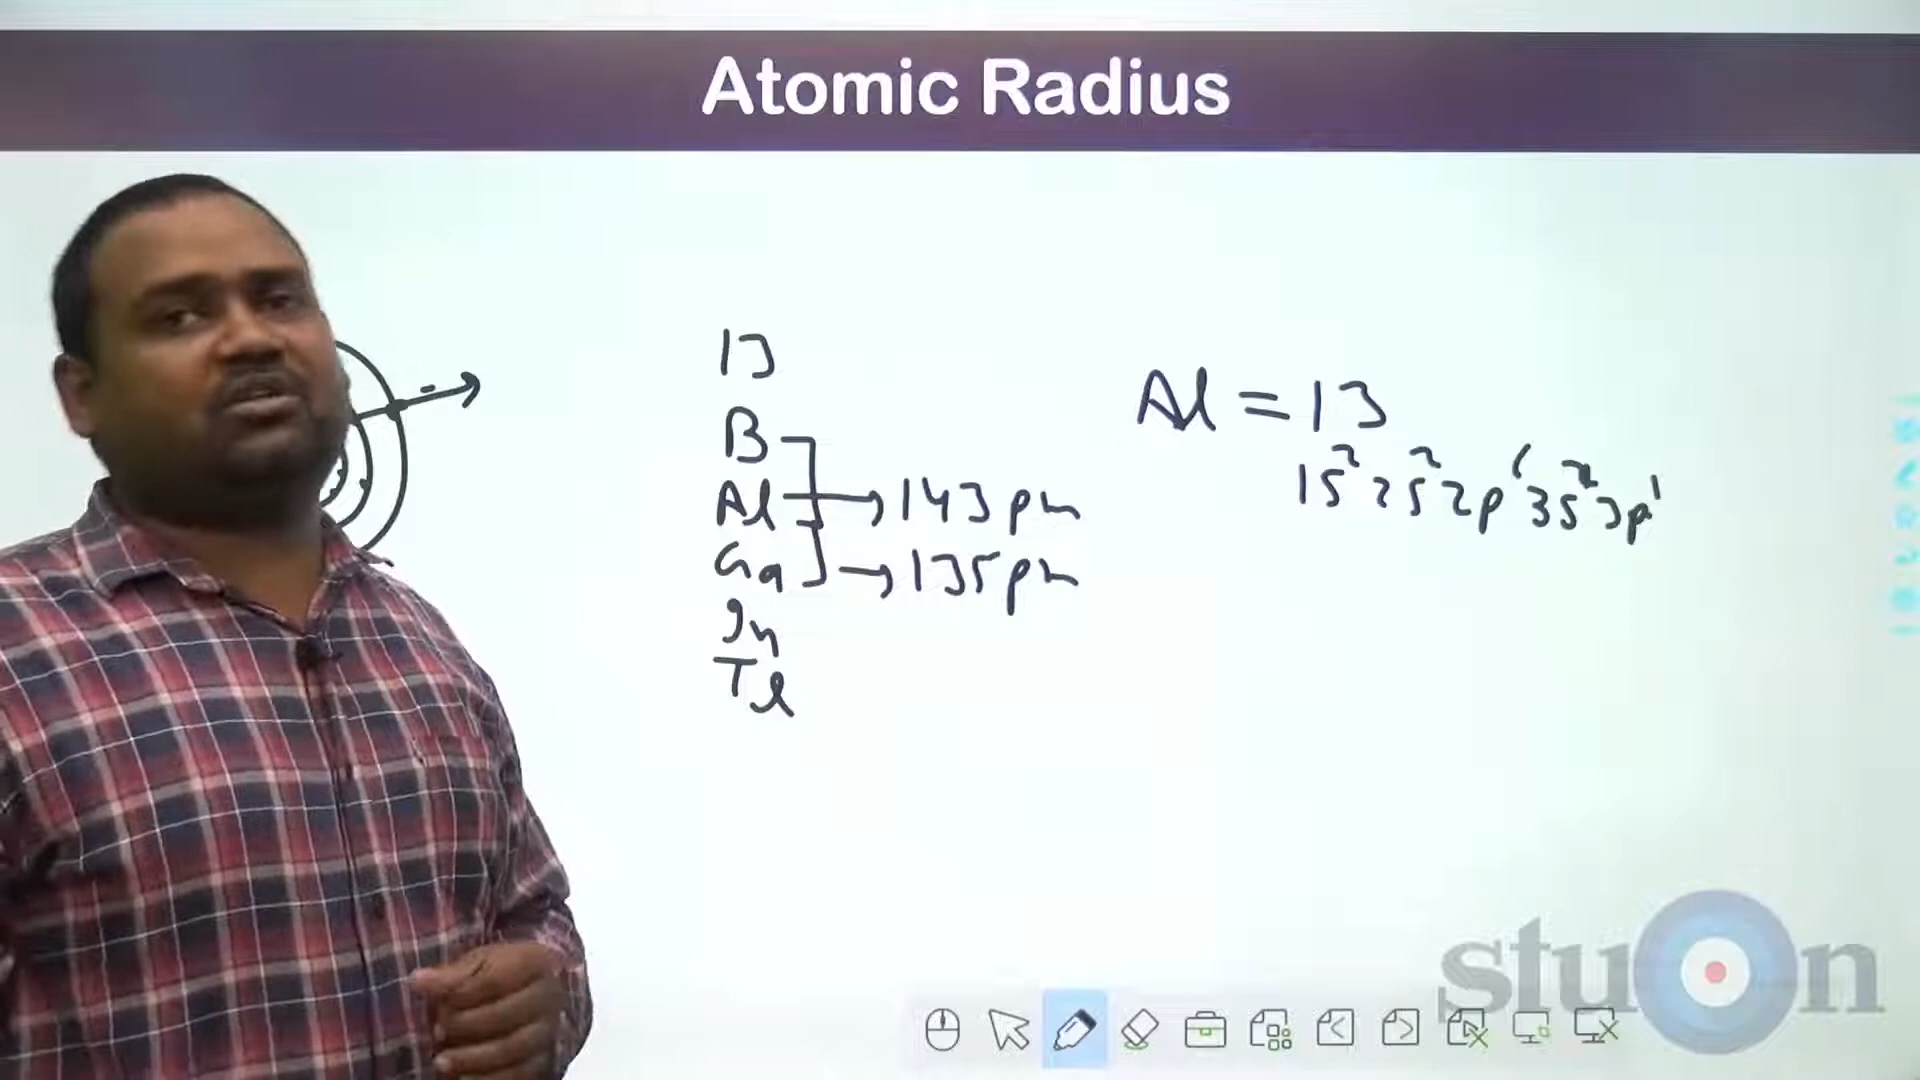 Atomic Radius
13
B
Al → 143 pm
Ga → 135 pm
In
Tl
Al = 13
1s² 2s² 2p⁶ 3s² 3p¹
stuOn